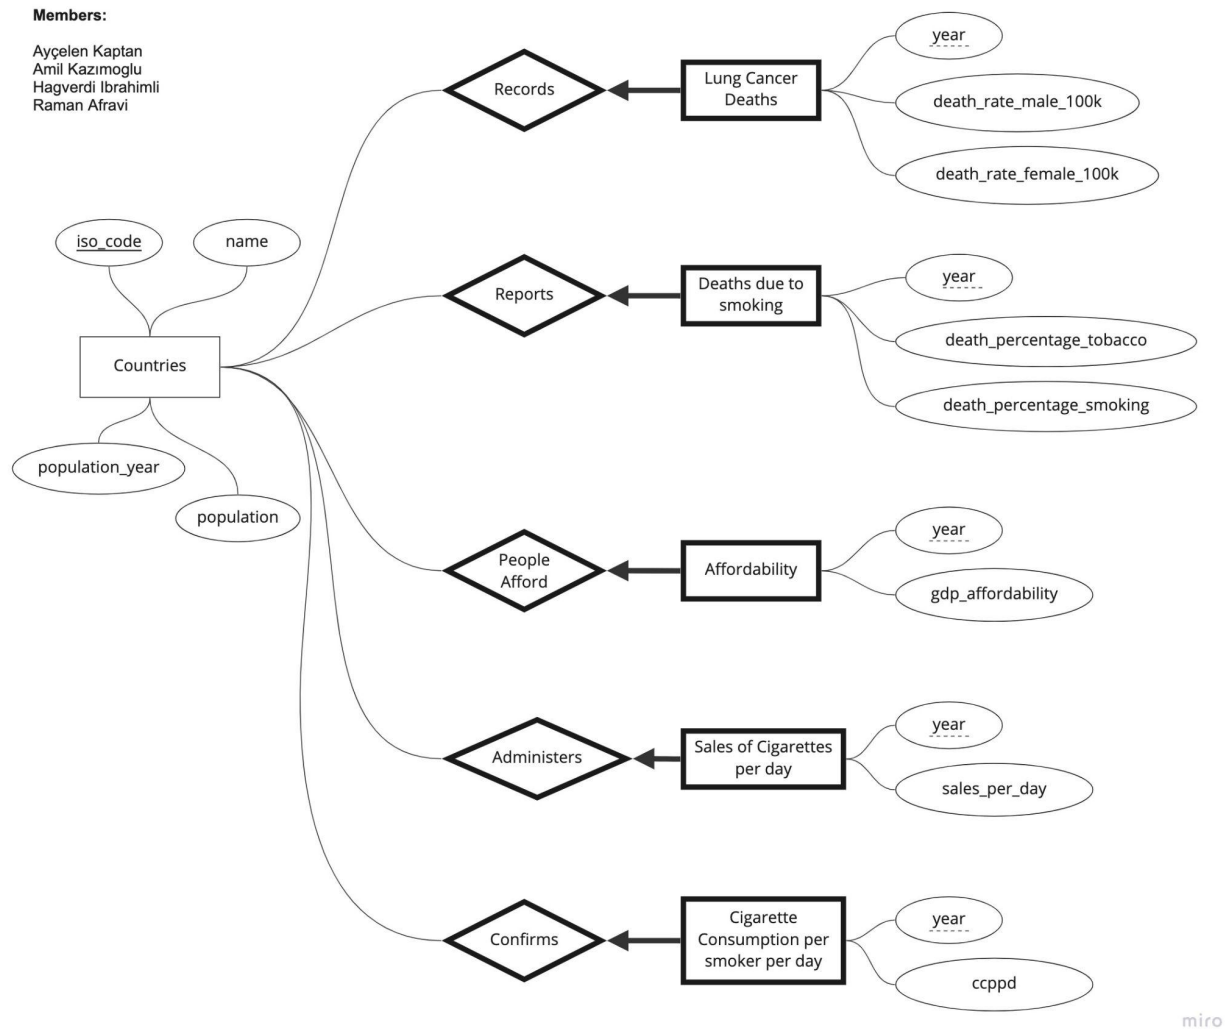 Members:
Ayçelen Kaptan
Amil Kazımoglu
Hagverdi Ibrahimli
Raman Afravi
iso_code
name
Countries
population_year
population
Records
Lung Cancer
Deaths
year
death_rate_male_100k
death_rate_female_100k
Reports
Deaths due to
smoking
year
death_percentage_tobacco
death_percentage_smoking
People
Afford
Affordability
year
gdp_affordability
Administers
Sales of Cigarettes
per day
year
sales_per_day
Confirms
Cigarette
Consumption per
smoker per day
year
ccppd
miro